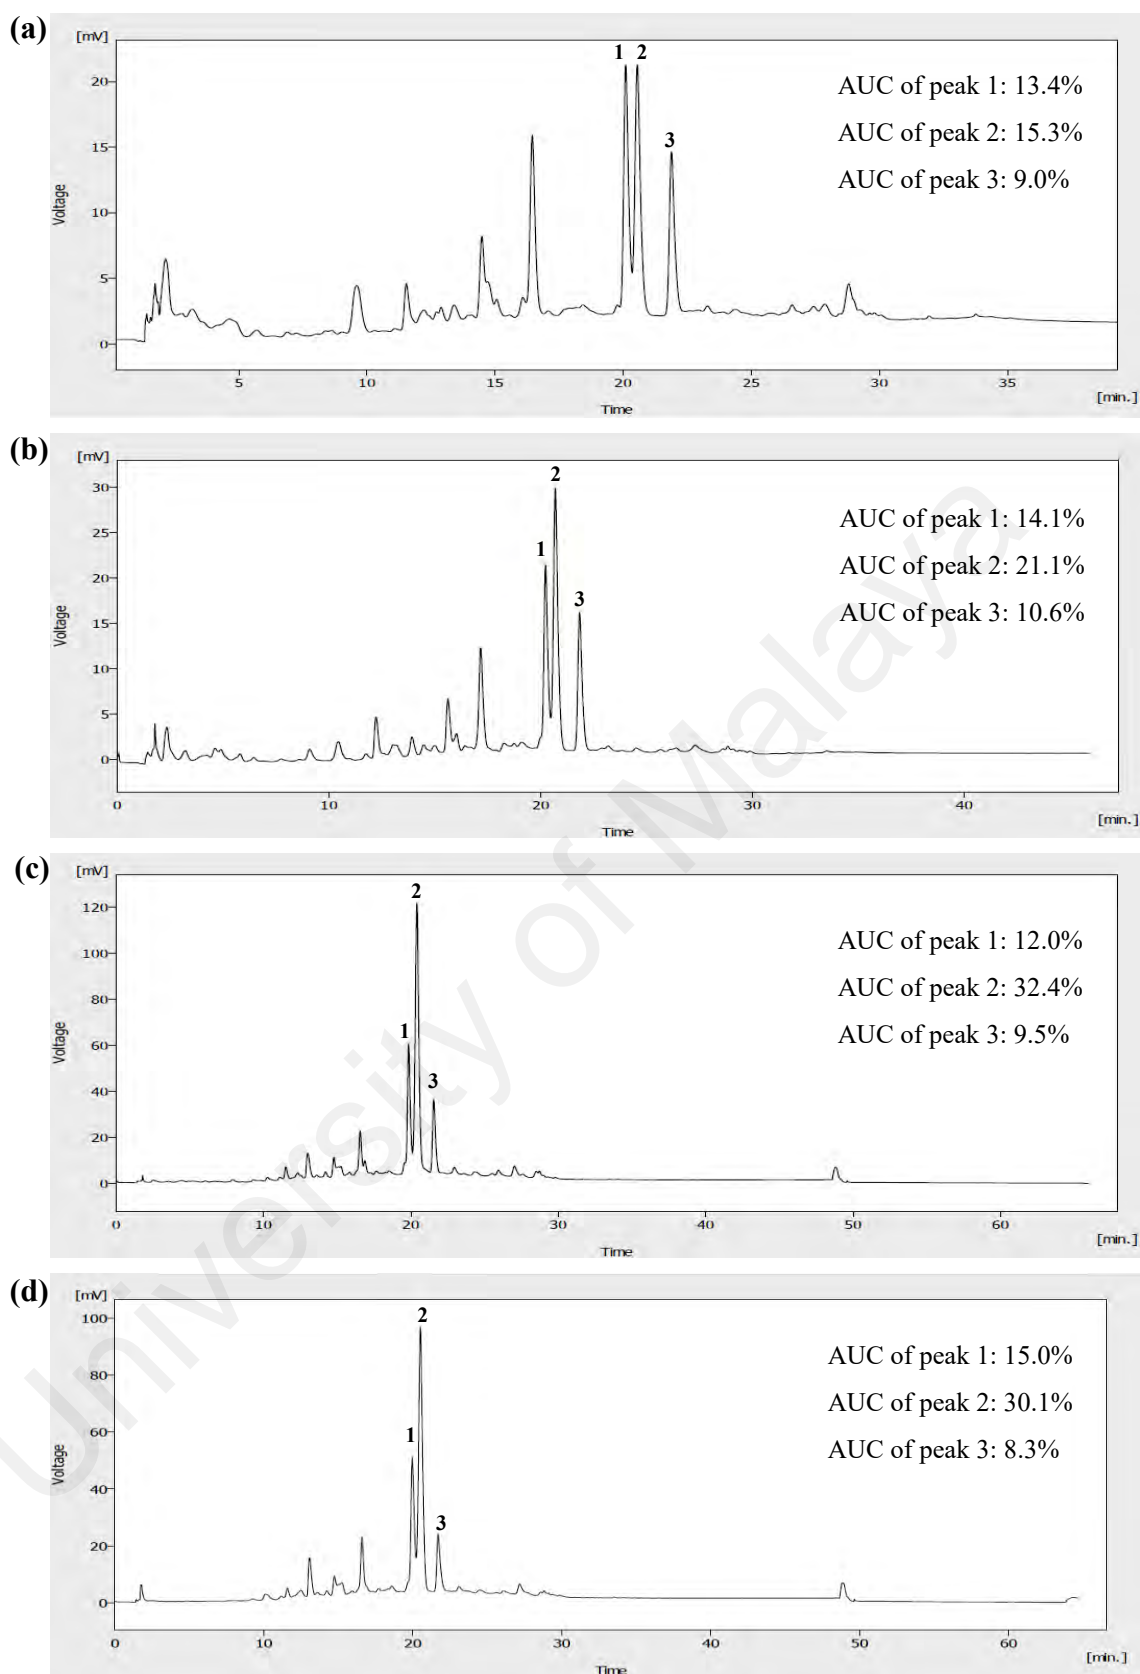 (a)
[mV]
1 2
20
AUC of peak 1: 13.4%
AUC of peak 2: 15.3%
15
3
AUC of peak 3: 9.0%
Voltage
10
5
0
5 10 15 20 25 30 35
[min.]
Time
(b)
[mV]
2
30
AUC of peak 1: 14.1%
25
1
AUC of peak 2: 21.1%
20
3
AUC of peak 3: 10.6%
Voltage
15
10
5
0
0 10 20 30 40
[min.]
Time
(c)
[mV]
2
120
AUC of peak 1: 12.0%
100
AUC of peak 2: 32.4%
80
1
AUC of peak 3: 9.5%
Voltage
60
3
40
20
0
0 10 20 30 40 50 60
[min.]
Time
(d)
[mV]
2
100
AUC of peak 1: 15.0%
80
AUC of peak 2: 30.1%
1
AUC of peak 3: 8.3%
Voltage
60
40
3
20
0
0 10 20 30 40 50 60
[min.]
Time
University of Malaya